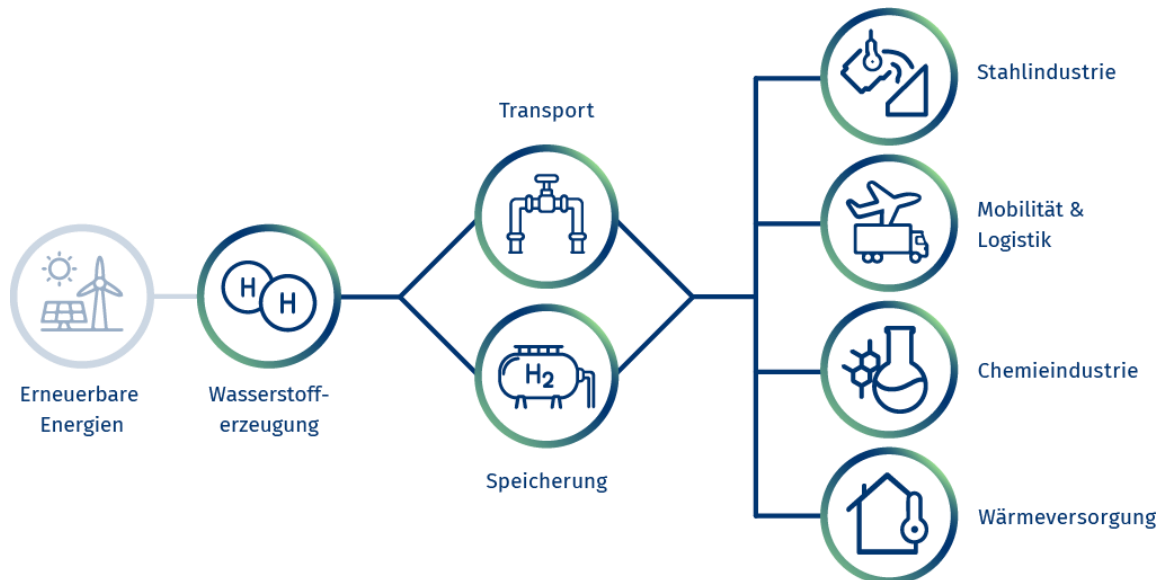 Erneuerbare
Energien
H H
Wasserstoff-
erzeugung
Transport
H2
Speicherung
Stahlindustrie
Mobilität &
Logistik
Chemieindustrie
Wärmeversorgung